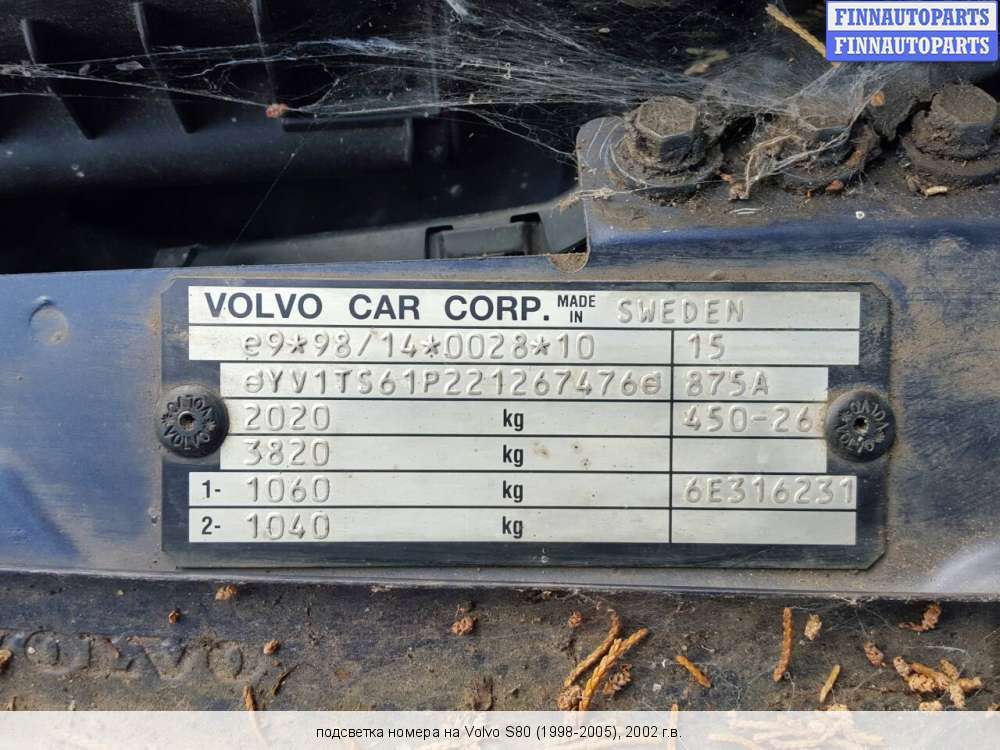 FINNAUTOPARTS
FINNAUTOPARTS
VOLVO CAR CORP. MADE IN SWEDEN
e9*98/14*0028*10 15
YV1TS61P221267476 875A
2020 kg 450-26
3820 kg
1- 1060 kg 6E316231
2- 1040 kg
VOLVO
VOLVO
VOLVO
подсветка номера на Volvo S80 (1998-2005), 2002 г.в.